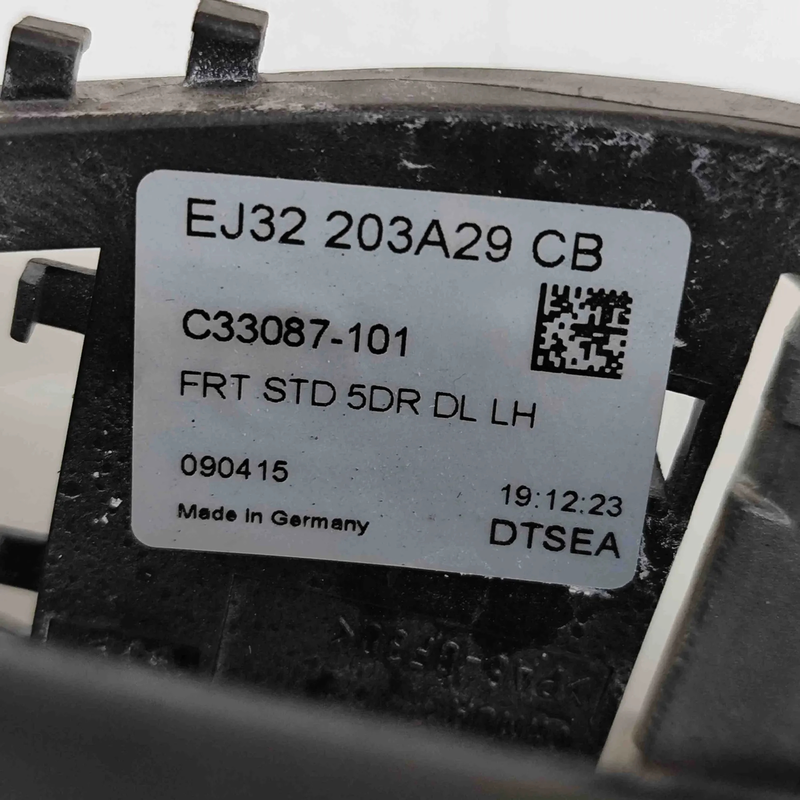 EJ32 203A29 CB
C33087-101
FRT STD 5DR DL LH
090415
19:12:23
Made in Germany
DTSEA